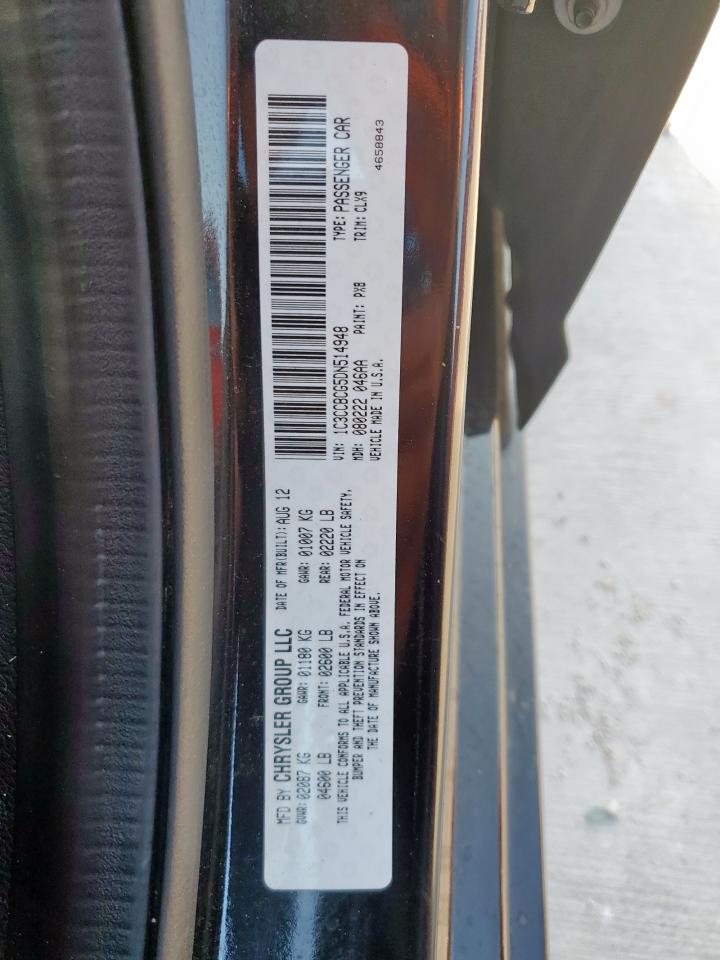 MFD BY CHRYSLER GROUP LLC DATE OF MFR(BUILT): AUG 12
GVWR: 02087 KG GAWR: 01180 KG GAWR: 01007 KG
04600 LB FRONT: 02600 LB REAR: 02220 LB
THIS VEHICLE CONFORMS TO ALL APPLICABLE U.S.A. FEDERAL MOTOR VEHICLE SAFETY,
BUMPER AND THEFT PREVENTION STANDARDS IN EFFECT ON
THE DATE OF MANUFACTURE SHOWN ABOVE.
VIN: 1C3CCBCG5DN514948 TYPE: PASSENGER CAR
MDH: 080222 046AA PAINT: PX8 TRIM: CLX9
VEHICLE MADE IN U.S.A.
4658843